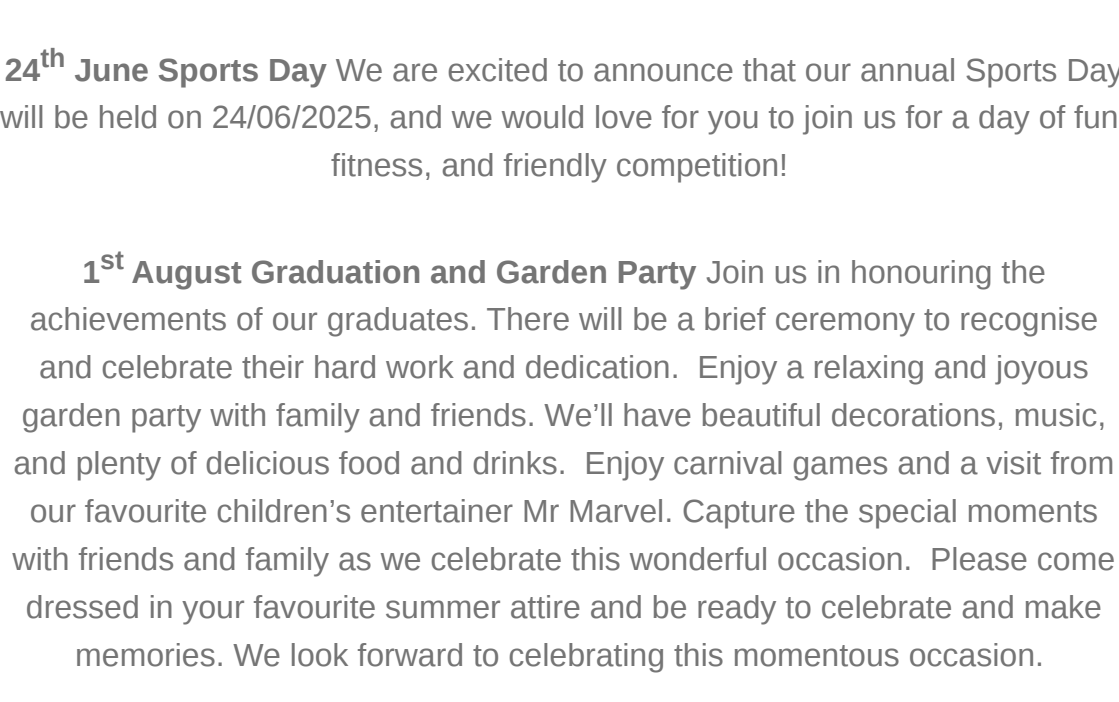 24th June Sports Day We are excited to announce that our annual Sports Day
will be held on 24/06/2025, and we would love for you to join us for a day of fun
fitness, and friendly competition!
1st August Graduation and Garden Party Join us in honouring the
achievements of our graduates. There will be a brief ceremony to recognise
and celebrate their hard work and dedication.  Enjoy a relaxing and joyous
garden party with family and friends. We’ll have beautiful decorations, music,
and plenty of delicious food and drinks.  Enjoy carnival games and a visit from
our favourite children’s entertainer Mr Marvel. Capture the special moments
with friends and family as we celebrate this wonderful occasion.  Please come
dressed in your favourite summer attire and be ready to celebrate and make
memories. We look forward to celebrating this momentous occasion.